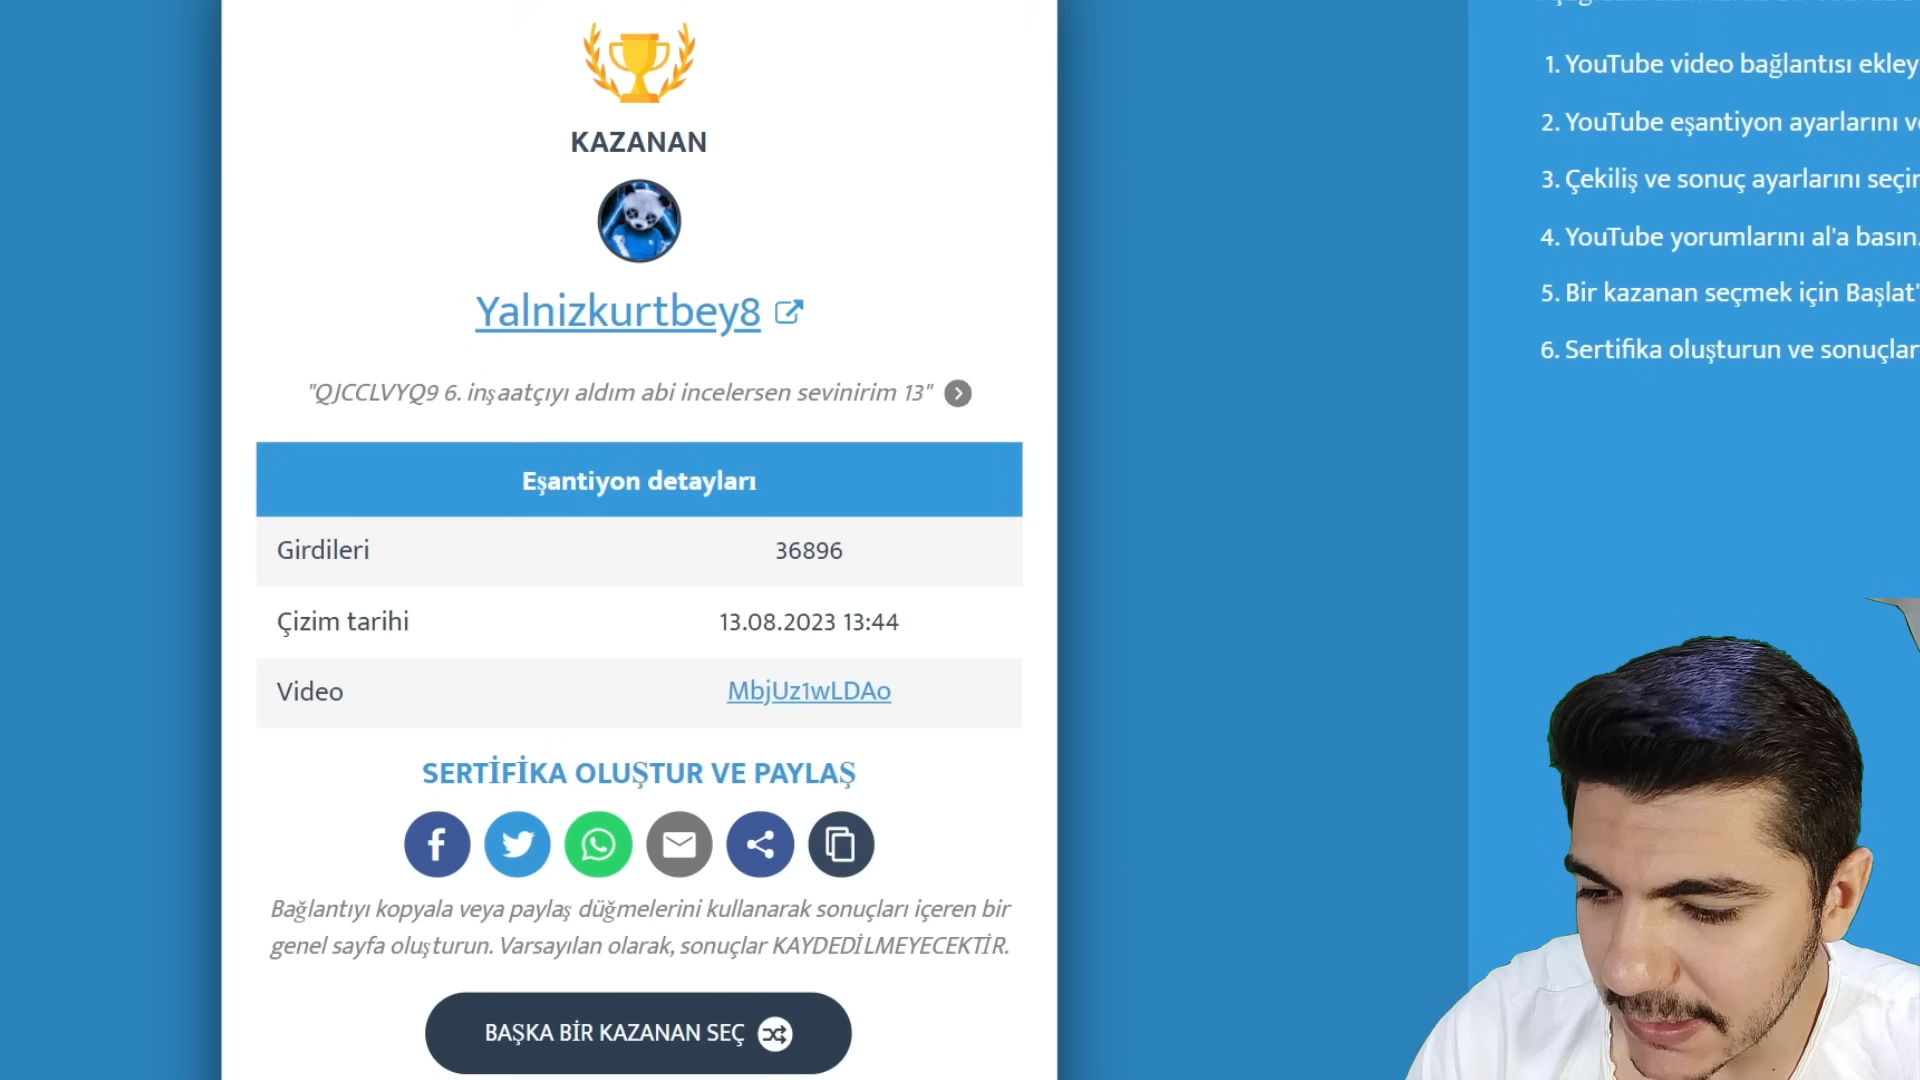 KAZANAN
Yalnizkurtbey8
"QJCCLVYQ9 6. inşaatçıyı aldım abi incelersen sevinirim 13"
Eşantiyon detayları
Girdileri 36896
Çizim tarihi 13.08.2023 13:44
Video MbjUz1wLDAo
SERTİFİKA OLUŞTUR VE PAYLAŞ
Bağlantıyı kopyala veya paylaş düğmelerini kullanarak sonuçları içeren bir
genel sayfa oluşturun. Varsayılan olarak, sonuçlar KAYDEDİLMEYECEKTİR.
BAŞKA BİR KAZANAN SEÇ
1. YouTube video bağlantısı ekley
2. YouTube eşantiyon ayarlarını v
3. Çekiliş ve sonuç ayarlarını seçin
4. YouTube yorumlarını al'a basın.
5. Bir kazanan seçmek için Başlat'
6. Sertifika oluşturun ve sonuçlar